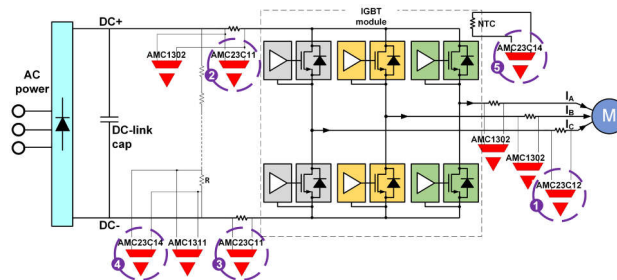 DC+
IGBT
module
NTC
AMC1302
AMC23C11
AMC23C14
2
5
AC
power
DC-link
cap
IA
IB
IC
M
R
AMC1302
AMC1302
AMC23C12
1
DC-
AMC23C14
AMC1311
AMC23C11
4
3